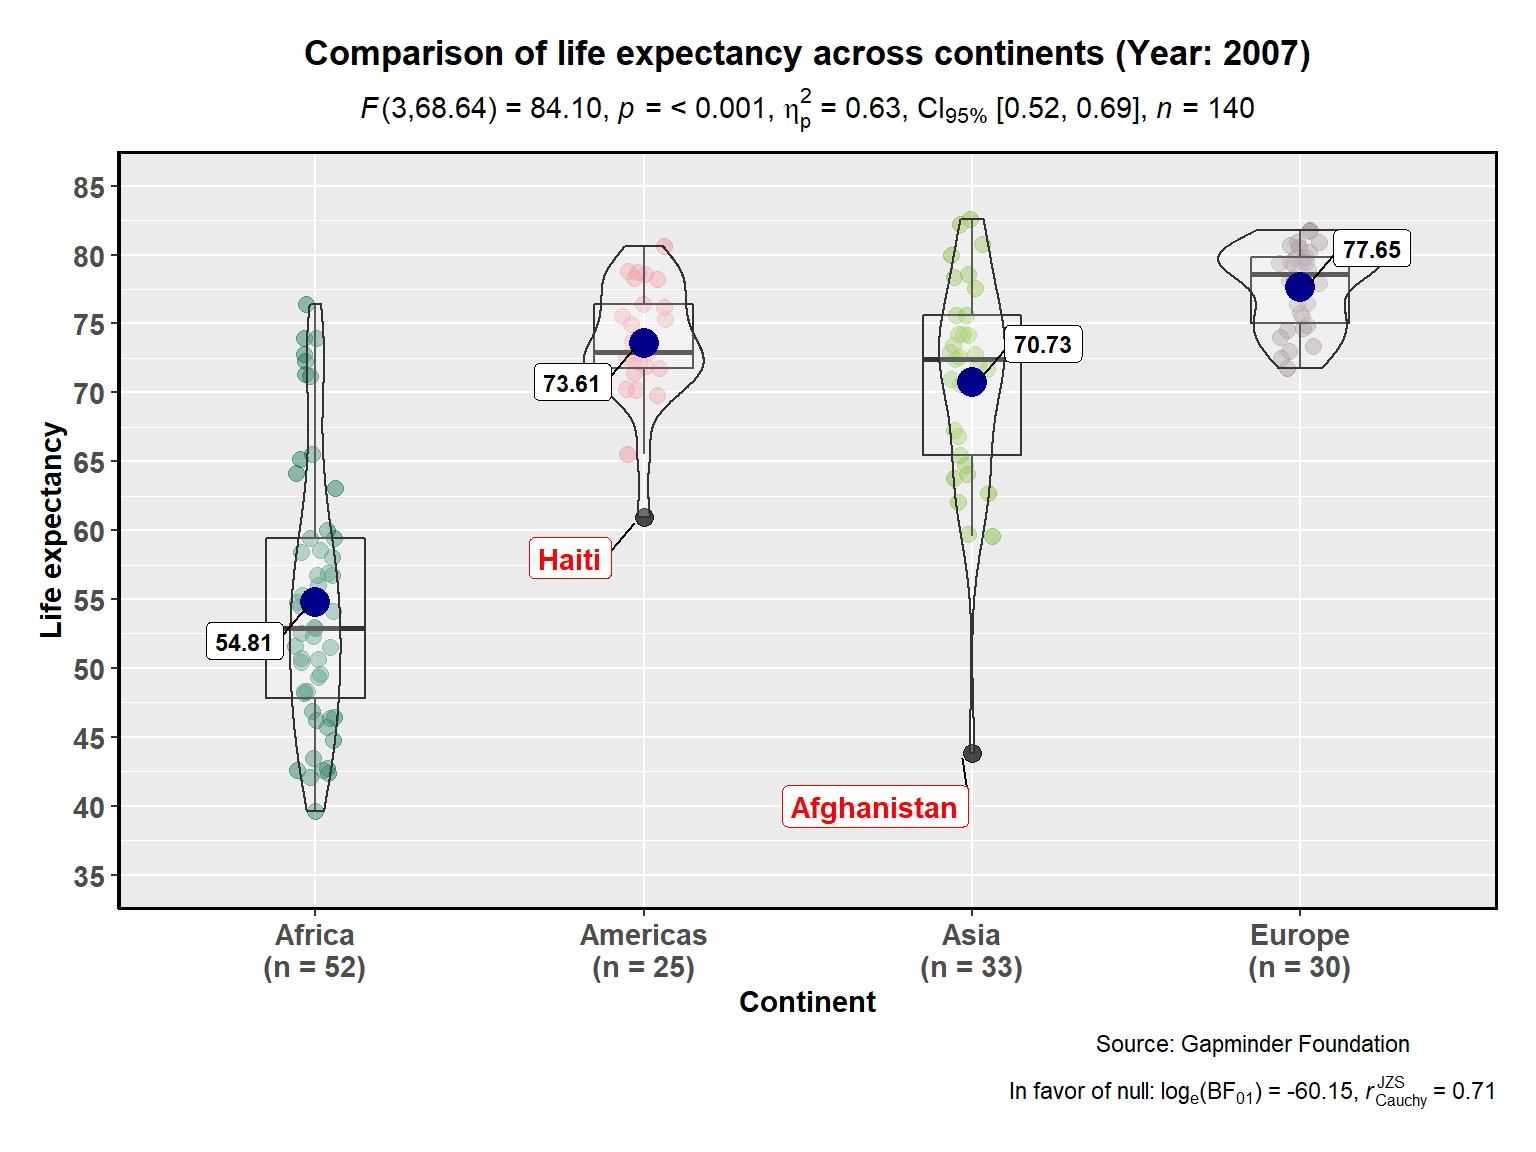 Comparison of life expectancy across continents (Year: 2007)
F(3,68.64) = 84.10, p = < 0.001, η²ₚ = 0.63, CI₉₅% [0.52, 0.69], n = 140
Life expectancy
85
80
75
70
65
60
55
50
45
40
35
77.65
70.73
73.61
Haiti
54.81
Afghanistan
Africa
(n = 52)
Americas
(n = 25)
Asia
(n = 33)
Europe
(n = 30)
Continent
Source: Gapminder Foundation
In favor of null: logₑ(BF₀₁) = -60.15, r JZS Cauchy = 0.71